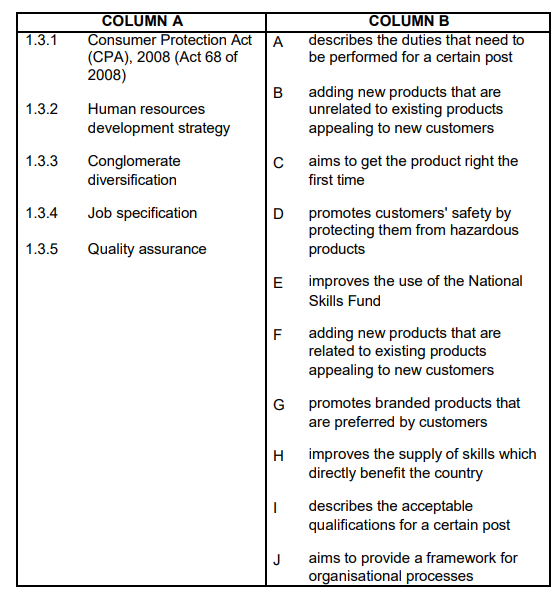 COLUMN A
COLUMN B
1.3.1 Consumer Protection Act
(CPA), 2008 (Act 68 of
2008)
1.3.2 Human resources
development strategy
1.3.3 Conglomerate
diversification
1.3.4 Job specification
1.3.5 Quality assurance
A describes the duties that need to
be performed for a certain post
B adding new products that are
unrelated to existing products
appealing to new customers
C aims to get the product right the
first time
D promotes customers' safety by
protecting them from hazardous
products
E improves the use of the National
Skills Fund
F adding new products that are
related to existing products
appealing to new customers
G promotes branded products that
are preferred by customers
H improves the supply of skills which
directly benefit the country
I describes the acceptable
qualifications for a certain post
J aims to provide a framework for
organisational processes